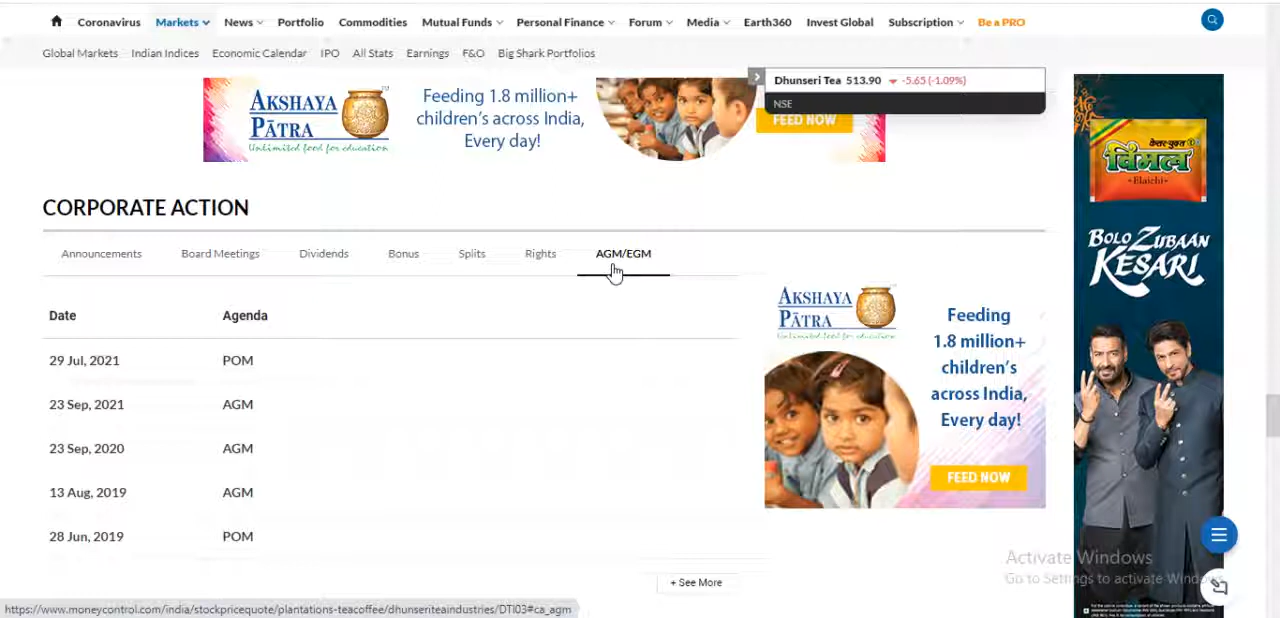 Coronavirus Markets News Portfolio Commodities Mutual Funds Personal Finance Forum Media Earth360 Invest Global Subscription Be a PRO
Global Markets Indian Indices Economic Calendar IPO All Stats Earnings F&O Big Shark Portfolios
Dhunseri Tea 513.90 -5.65 (-1.09%)
NSE
AKSHAYA
PĀTRA
TM
Unlimited food for education
Feeding 1.8 million+
children's across India,
Every day!
FEED NOW
CORPORATE ACTION
Announcements Board Meetings Dividends Bonus Splits Rights AGM/EGM
Date Agenda
29 Jul, 2021 POM
23 Sep, 2021 AGM
23 Sep, 2020 AGM
13 Aug, 2019 AGM
28 Jun, 2019 POM
+ See More
AKSHAYA
PĀTRA
Unlimited food for education
Feeding
1.8 million+
children's
across India,
Every day!
FEED NOW
केसर-युक्त
विमल
Elaichi
BOLO ZUBAAN
KESARI
Activate Windows
Go to Settings to activate Windows
https://www.moneycontrol.com/india/stockpricequote/plantations-teacoffee/dhunseriteaindustries/DTI03#ca_agm